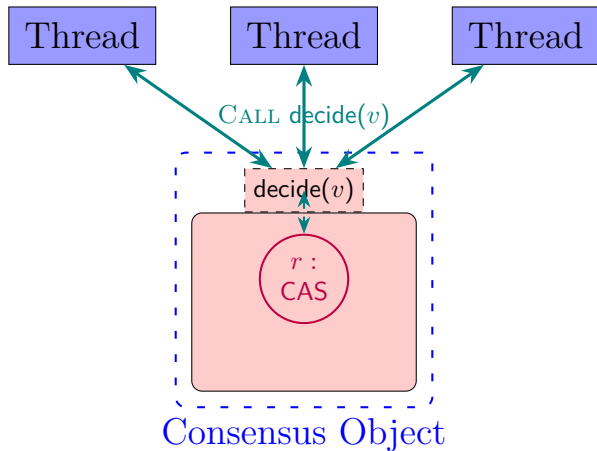 Thread Thread Thread
CALL decide(v)
decide(v)
r :
CAS
Consensus Object